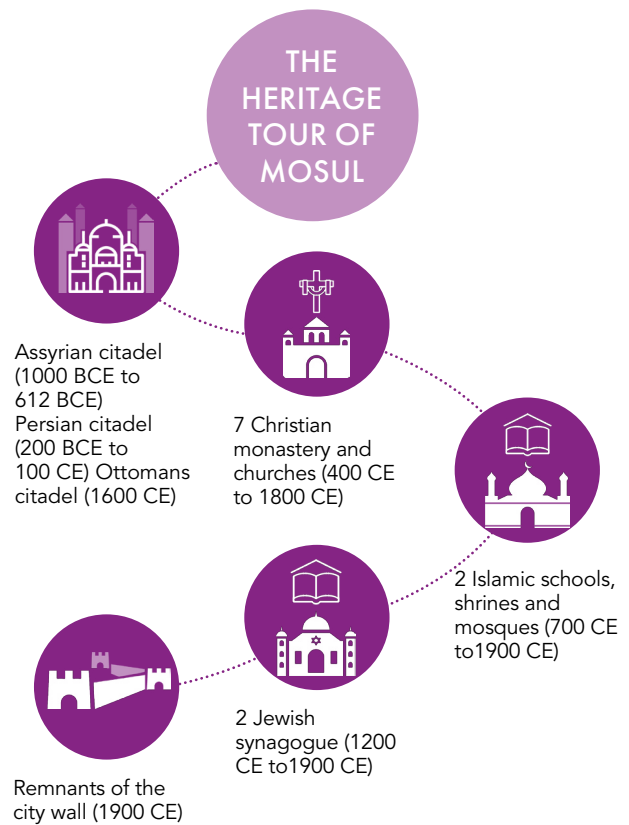 THE
HERITAGE
TOUR OF
MOSUL
Assyrian citadel
(1000 BCE to
612 BCE)
Persian citadel
(200 BCE to
100 CE) Ottomans
citadel (1600 CE)
7 Christian
monastery and
churches (400 CE
to 1800 CE)
2 Islamic schools,
shrines and
mosques (700 CE
to1900 CE)
2 Jewish
synagogue (1200
CE to1900 CE)
Remnants of the
city wall (1900 CE)